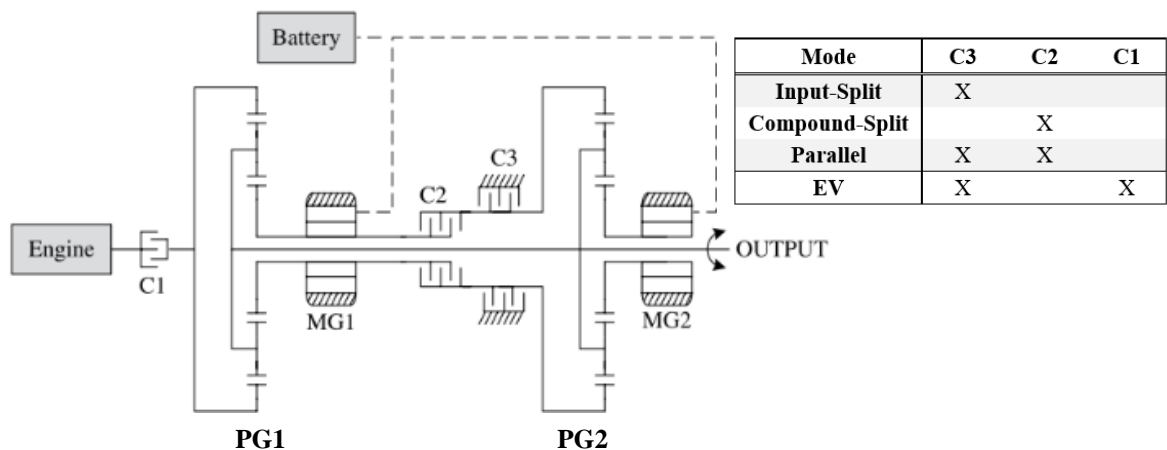 Battery
Mode C3 C2 C1
Input-Split X
Compound-Split X
Parallel X X
EV X X
C3
C2
Engine
C1
OUTPUT
MG1
MG2
PG1
PG2